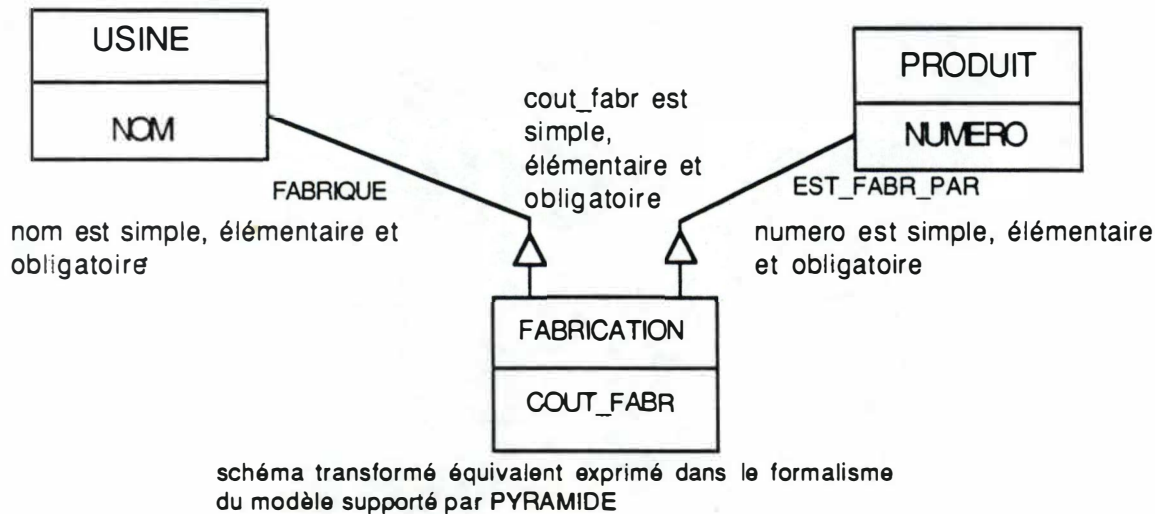 USINE
NOM
PRODUIT
NUMERO
cout_fabr est
simple,
élémentaire et
obligatoire
FABRIQUE
EST_FABR_PAR
nom est simple, élémentaire et
obligatoire
numero est simple, élémentaire
et obligatoire
FABRICATION
COUT_FABR
schéma transformé équivalent exprimé dans le formalisme
du modèle supporté par PYRAMIDE